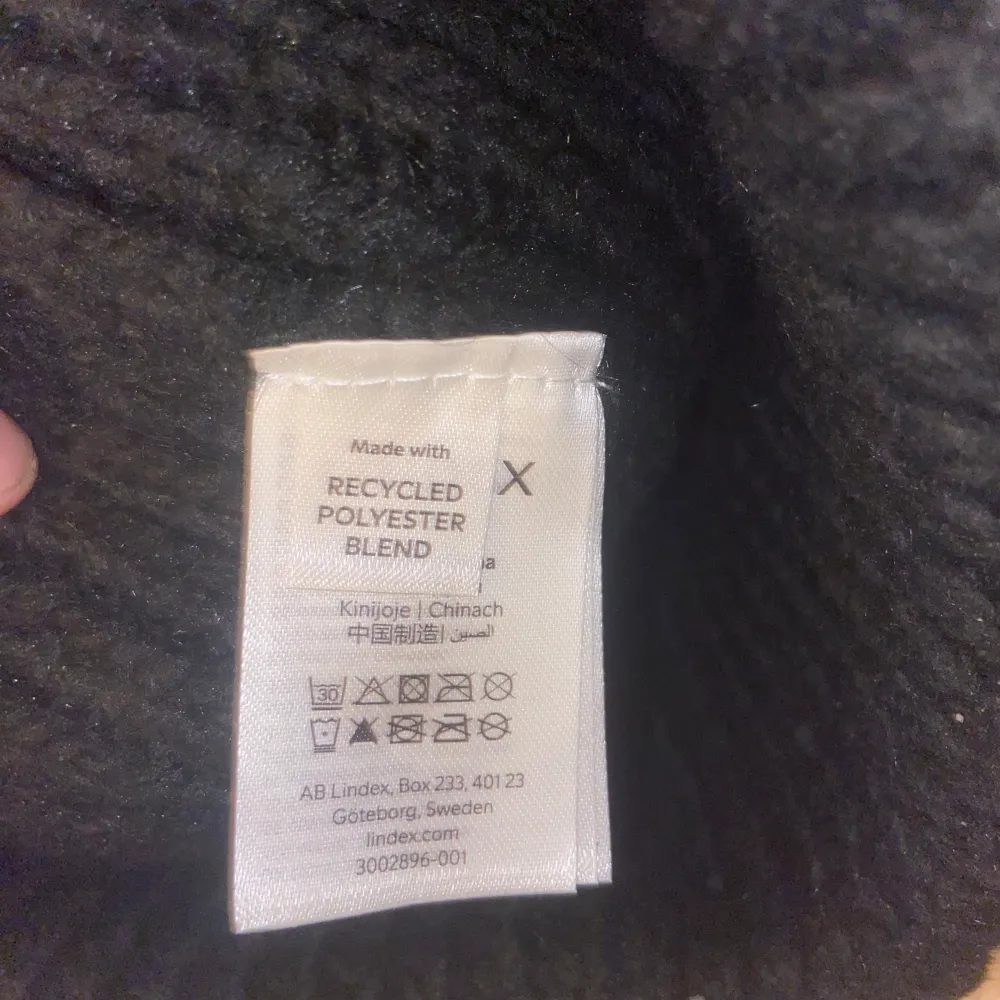 Made with
RECYCLED
POLYESTER
BLEND
X
Kinijoje | Chinach
中国制造| الصين
30
AB Lindex, Box 233, 401 23
Göteborg, Sweden
lindex.com
3002896-001